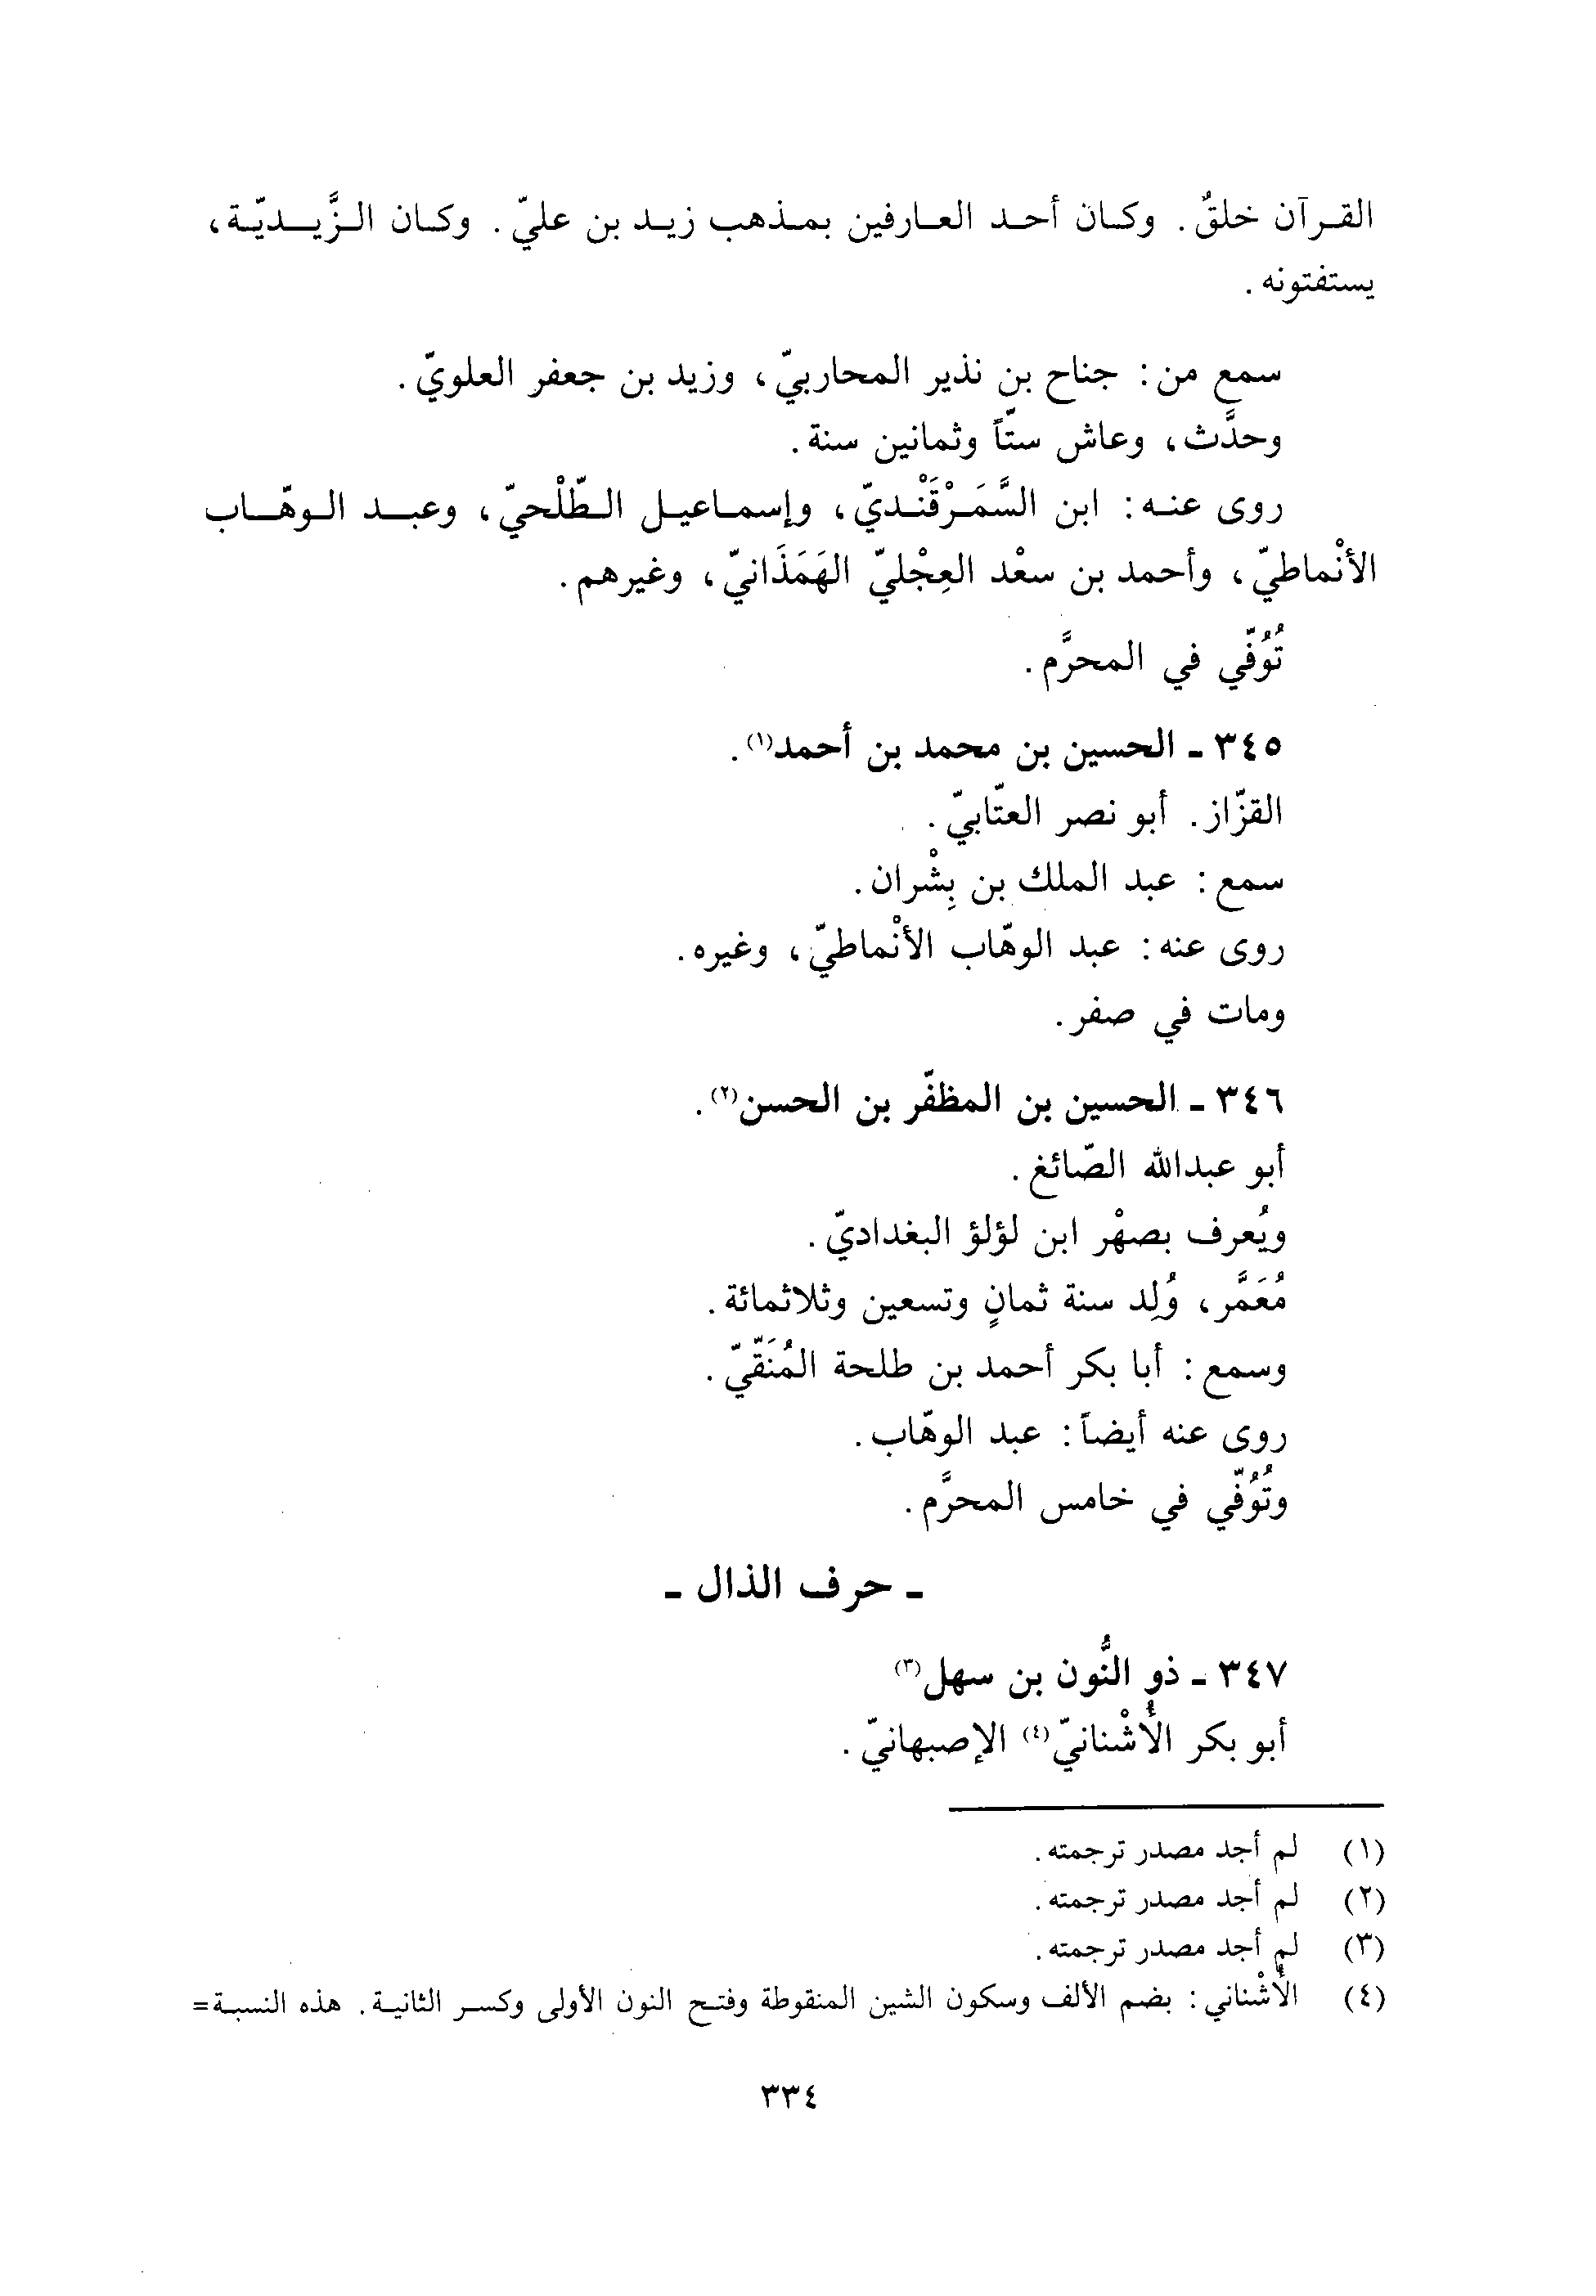 القرآن خلقٌ. وكان أحد العارفين بمذهب زيد بن عليّ. وكان الزَّيديّة،
يستفتونه.
سمع من: جناح بن نذير المحاربيّ، وزيد بن جعفر العلويّ.
وحدَّث، وعاش ستّاً وثمانين سنة.
روى عنه: ابن السَّمَرْقَنْديّ، وإسماعيل الطّلْحيّ، وعبد الوهّاب
الأنْماطيّ، وأحمد بن سعْد العِجْليّ الهَمَذَانيّ، وغيرهم.
تُوُفّي في المحرَّم.
٣٤٥ ـ الحسين بن محمد بن أحمد(١).
القزّاز. أبو نصر العتّابيّ.
سمع: عبد الملك بن بِشْران.
روى عنه: عبد الوهّاب الأنْماطيّ، وغيره.
ومات في صفر.
٣٤٦ ـ الحسين بن المظفّر بن الحسن(٢).
أبو عبدالله الصّائغ.
ويُعرف بصهْر ابن لؤلؤ البغداديّ.
مُعَمَّر، وُلِد سنة ثمانٍ وتسعين وثلاثمائة.
وسمع: أبا بكر أحمد بن طلحة المُنَقّيّ.
روى عنه أيضاً: عبد الوهّاب.
وتُوُفّي في خامس المحرَّم.
ـ حرف الذال ـ
٣٤٧ ـ ذو النُّون بن سهل(٣)
أبو بكر الأُشْنانيّ(٤) الإصبهانيّ.
(١) لم أجد مصدر ترجمته.
(٢) لم أجد مصدر ترجمته.
(٣) لم أجد مصدر ترجمته.
(٤) الأُشْناني: بضم الألف وسكون الشين المنقوطة وفتح النون الأولى وكسر الثانية. هذه النسبة=
٣٣٤